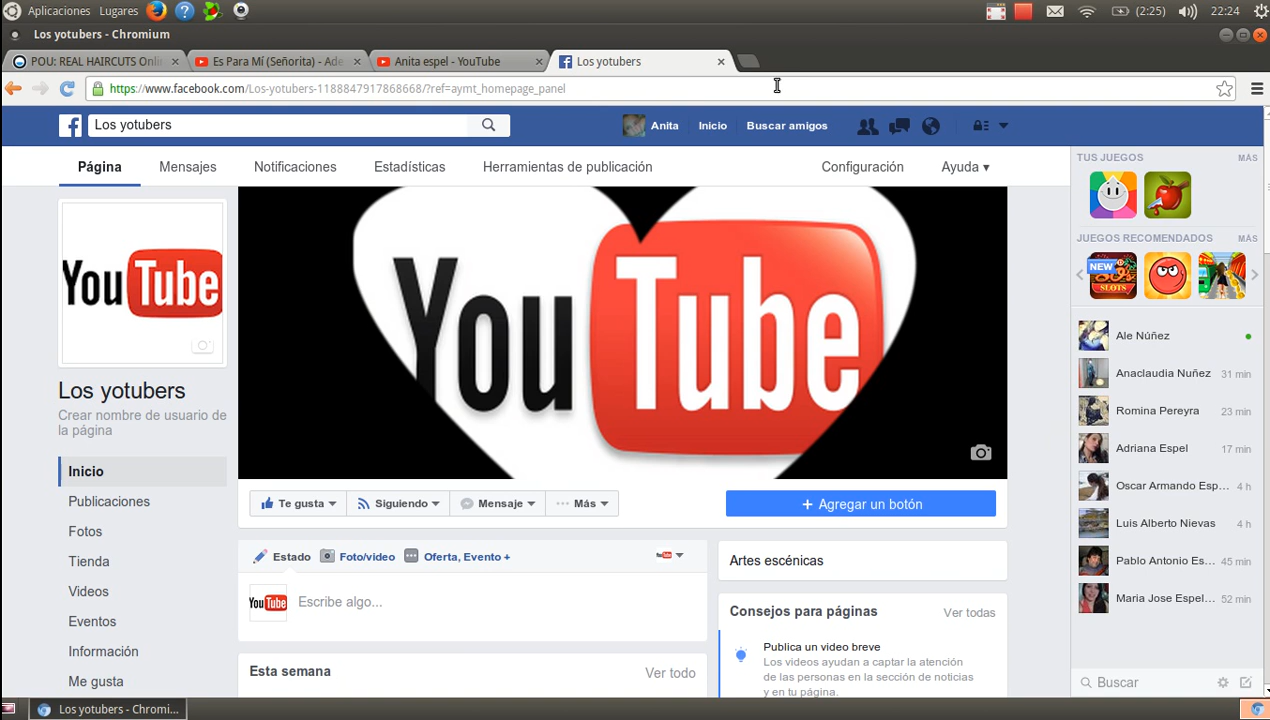 Aplicaciones Lugares (2:25) 22:24
Los yotubers - Chromium
POU: REAL HAIRCUTS Onli Es Para Mí (Señorita) - Ade Anita espel - YouTube Los yotubers
https://www.facebook.com/Los-yotubers-1188847917868668/?ref=aymt_homepage_panel
Los yotubers Anita Inicio Buscar amigos
Página Mensajes Notificaciones Estadísticas Herramientas de publicación Configuración Ayuda
YouTube
YouTube
Los yotubers
Crear nombre de usuario de
la página
Inicio
Publicaciones
Fotos
Tienda
Videos
Eventos
Información
Me gusta
Te gusta Siguiendo Mensaje Más + Agregar un botón
Estado Foto/video Oferta, Evento +
YouTube Escribe algo...
Esta semana Ver todo
Artes escénicas
Consejos para páginas Ver todas
Publica un video breve
Los videos ayudan a captar la atención
de las personas en la sección de noticias
y en tu página.
TUS JUEGOS MÁS
JUEGOS RECOMENDADOS MÁS
NEW
SLOTS
Ale Núñez
Anaclaudia Nuñez 31 min
Romina Pereyra 23 min
Adriana Espel 17 min
Oscar Armando Esp... 4 h
Luis Alberto Nievas 4 h
Pablo Antonio Es... 45 min
Maria Jose Espel... 52 min
Buscar
Los yotubers - Chromi...